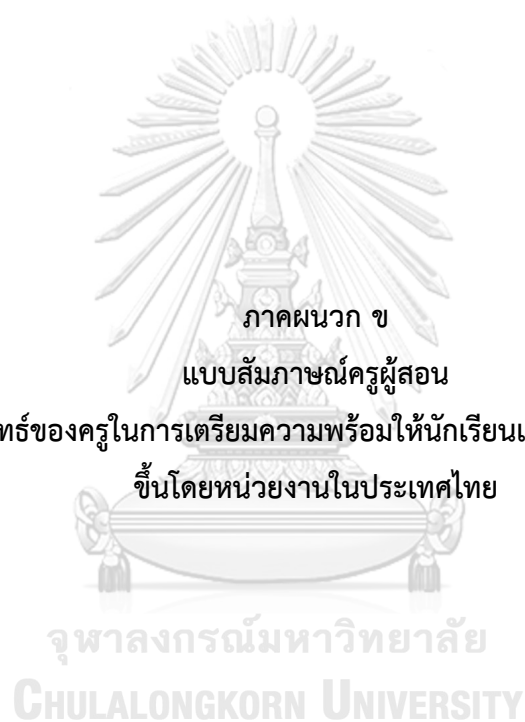 ภาคผนวก ข
แบบสัมภาษณ์ครูผู้สอน
ของครูในการเตรียมความพร้อมให้นักเรียน
ขึ้นโดยหน่วยงานในประเทศไทย
จุฬาลงกรณ์มหาวิทยาลัย
CHULALONGKORN UNIVERSITY